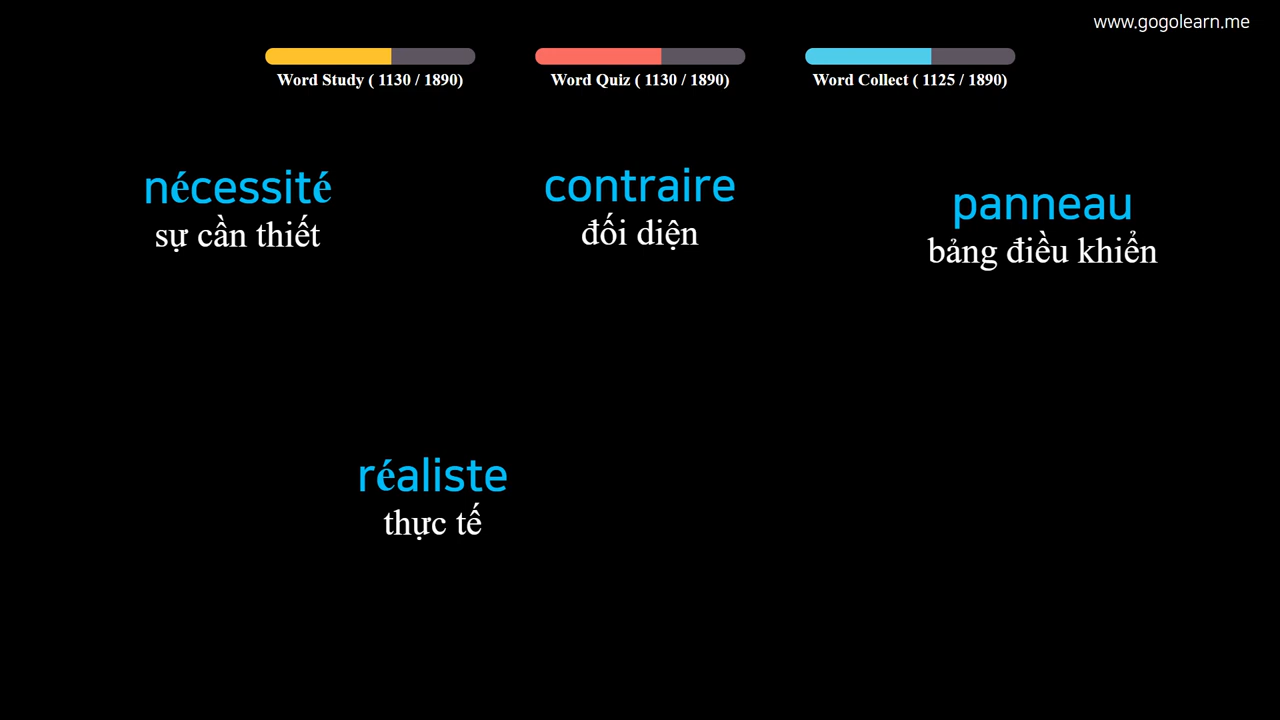 www.gogolearn.me
Word Study ( 1130 / 1890)
Word Quiz ( 1130 / 1890)
Word Collect ( 1125 / 1890)
nécessité
sự cần thiết
contraire
đối diện
panneau
bảng điều khiển
réaliste
thực tế